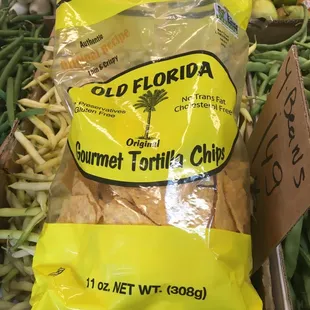 Authentic
Thin & Crispy
OLD FLORIDA
Preservatives
Gluten Free
No Trans Fat
Cholesterol Free
Original
Gourmet Tortilla Chips
11 oz. NET WT. (308g)
BEANS